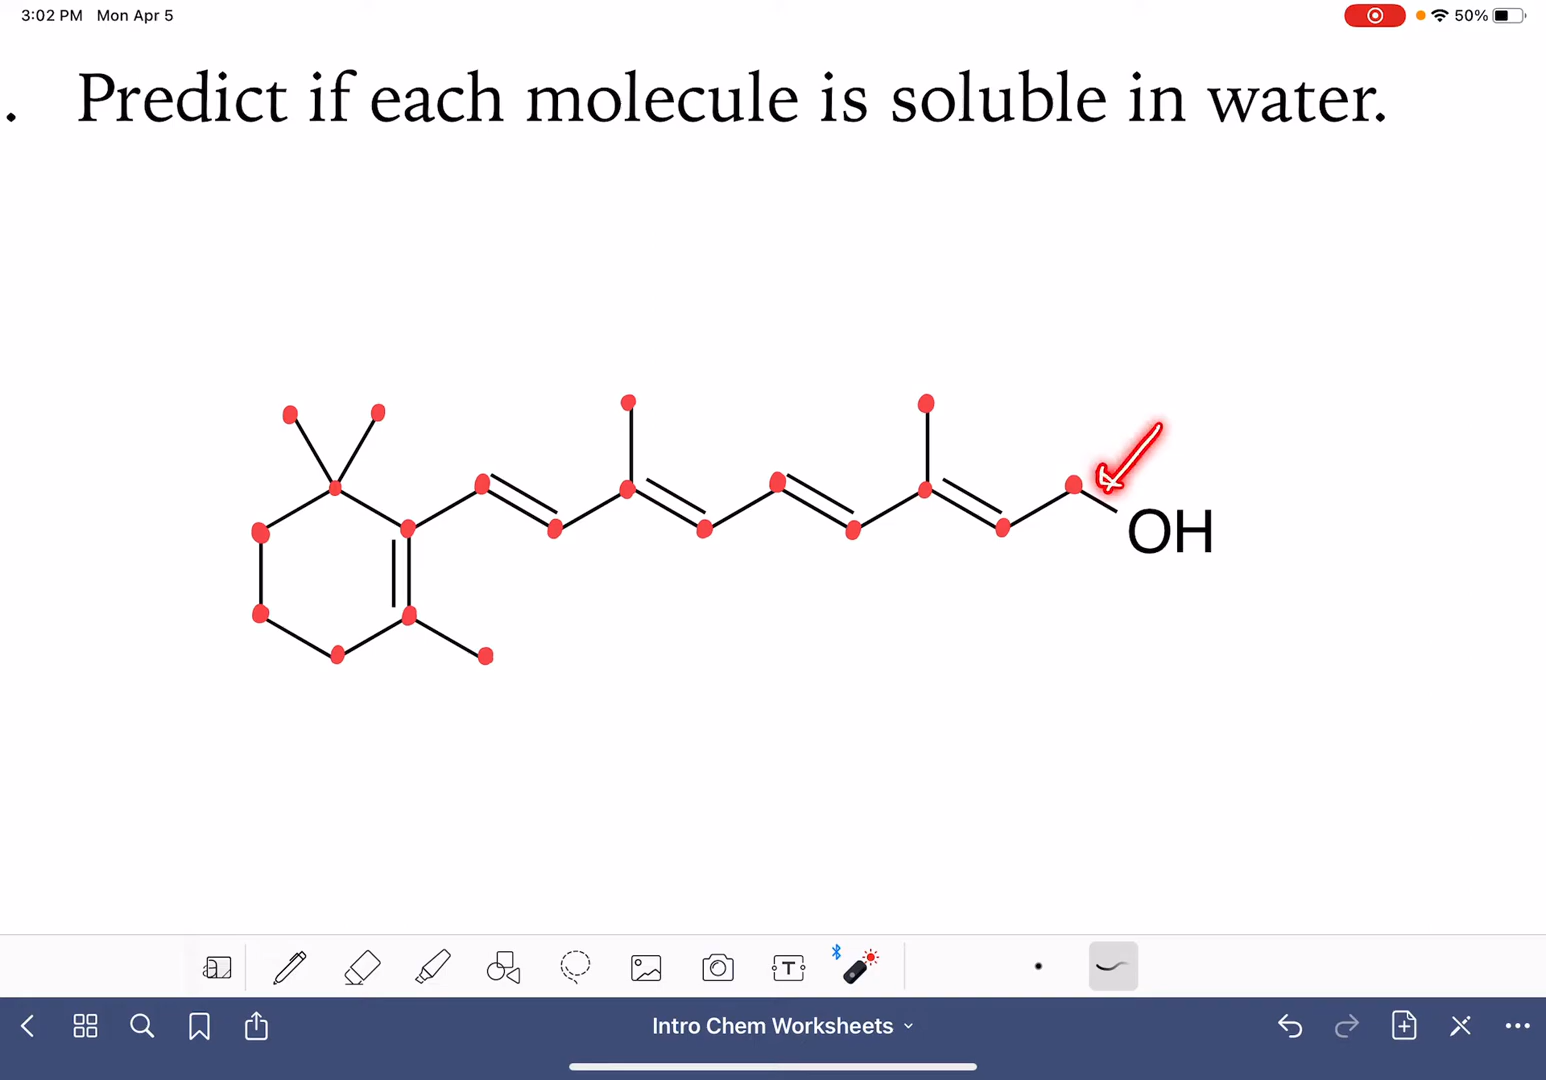 3:02 PM Mon Apr 5
50%
. Predict if each molecule is soluble in water.
OH
a
T
Intro Chem Worksheets